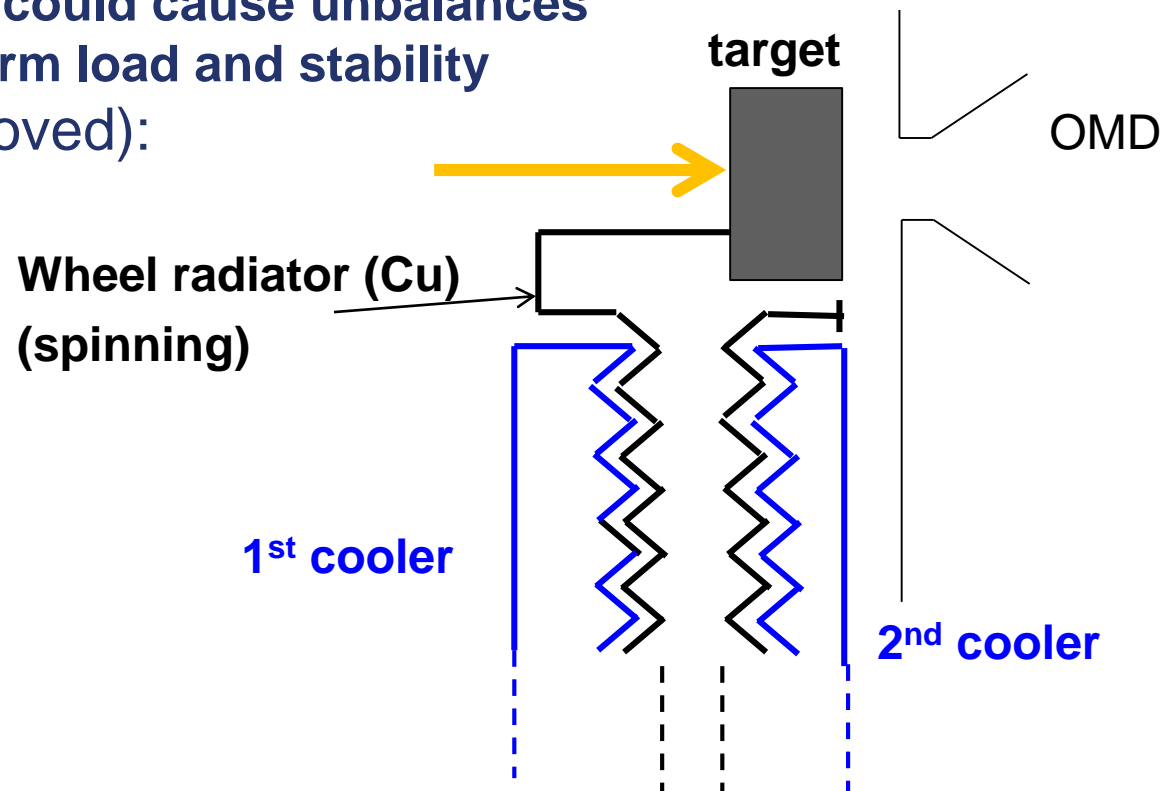 could cause unbalances
rm load and stability
oved):
target
OMD
Wheel radiator (Cu)
(spinning)
1st cooler
2nd cooler